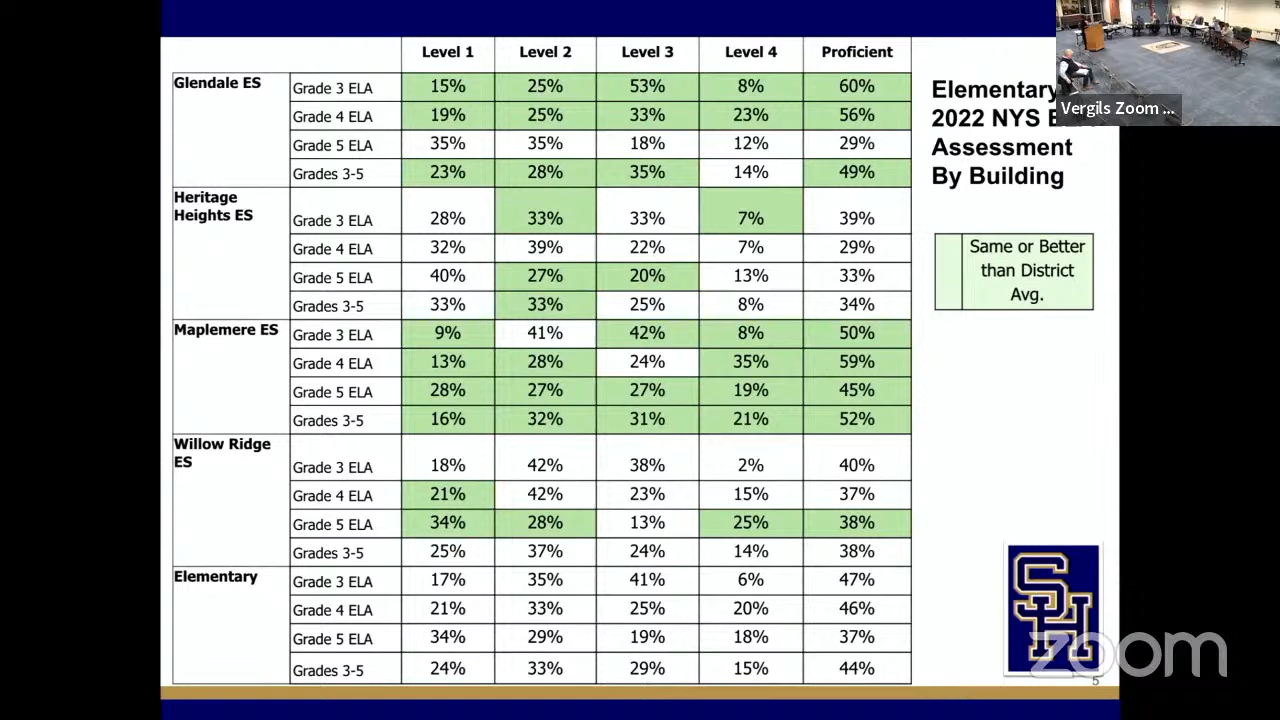 Level 1 Level 2 Level 3 Level 4 Proficient
Glendale ES Grade 3 ELA 15% 25% 53% 8% 60%
Grade 4 ELA 19% 25% 33% 23% 56%
Grade 5 ELA 35% 35% 18% 12% 29%
Grades 3-5 23% 28% 35% 14% 49%
Heritage
Heights ES Grade 3 ELA 28% 33% 33% 7% 39%
Grade 4 ELA 32% 39% 22% 7% 29%
Grade 5 ELA 40% 27% 20% 13% 33%
Grades 3-5 33% 33% 25% 8% 34%
Maplemere ES Grade 3 ELA 9% 41% 42% 8% 50%
Grade 4 ELA 13% 28% 24% 35% 59%
Grade 5 ELA 28% 27% 27% 19% 45%
Grades 3-5 16% 32% 31% 21% 52%
Willow Ridge
ES Grade 3 ELA 18% 42% 38% 2% 40%
Grade 4 ELA 21% 42% 23% 15% 37%
Grade 5 ELA 34% 28% 13% 25% 38%
Grades 3-5 25% 37% 24% 14% 38%
Elementary Grade 3 ELA 17% 35% 41% 6% 47%
Grade 4 ELA 21% 33% 25% 20% 46%
Grade 5 ELA 34% 29% 19% 18% 37%
Grades 3-5 24% 33% 29% 15% 44%
Elementary
2022 NYS
Assessment
By Building
Vergils Zoom ...
Same or Better
than District
Avg.
SH
zoom
5